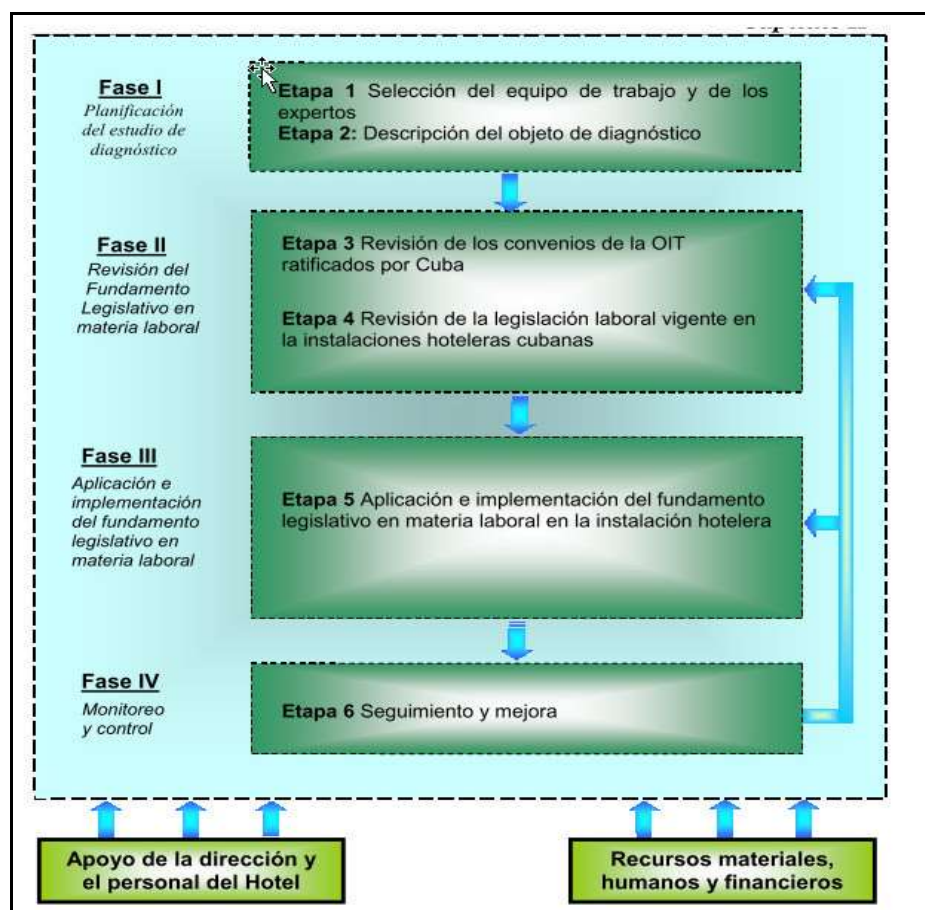 Fase I
Planificación
del estudio de
diagnóstico
Etapa 1 Selección del equipo de trabajo y de los
expertos
Etapa 2: Descripción del objeto de diagnóstico
Fase II
Revisión del
Fundamento
Legislativo en
materia laboral
Etapa 3 Revisión de los convenios de la OIT
ratificados por Cuba
Etapa 4 Revisión de la legislación laboral vigente en
la instalaciones hoteleras cubanas
Fase III
Aplicación e
implementación
del fundamento
legislativo en
materia laboral
Etapa 5 Aplicación e implementación del fundamento
legislativo en materia laboral en la instalación hotelera
Fase IV
Monitoreo
y control
Etapa 6 Seguimiento y mejora
Apoyo de la dirección y
el personal del Hotel
Recursos materiales,
humanos y financieros